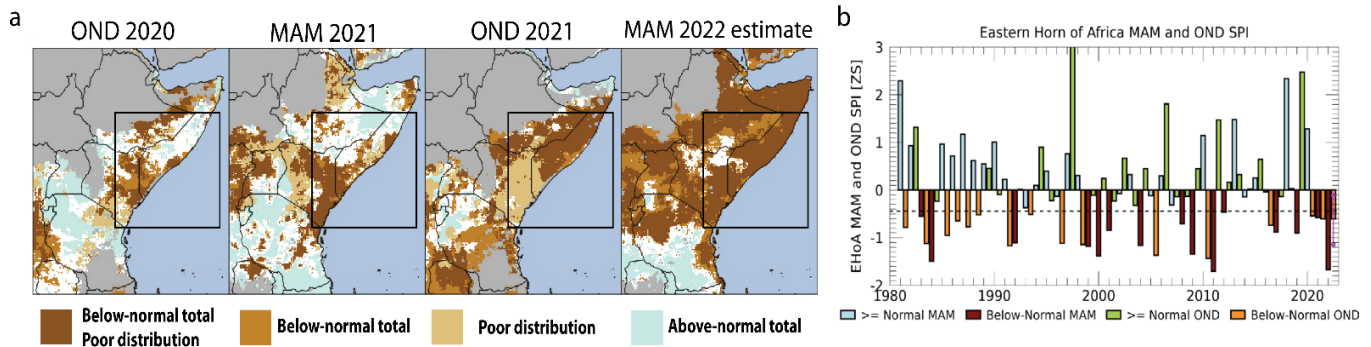 a
OND 2020
MAM 2021
OND 2021
MAM 2022 estimate
Below-normal total
Poor distribution
Below-normal total
Poor distribution
Above-normal total
b
Eastern Horn of Africa MAM and OND SPI
EHoA MAM and OND SPI [ZS]
3
2
1
0
-1
-2
1980
1990
2000
2010
2020
>= Normal MAM
Below-Normal MAM
>= Normal OND
Below-Normal OND